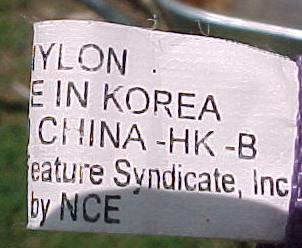 NYLON
E IN KOREA
CHINA -HK -B
eature Syndicate, Inc
by NCE